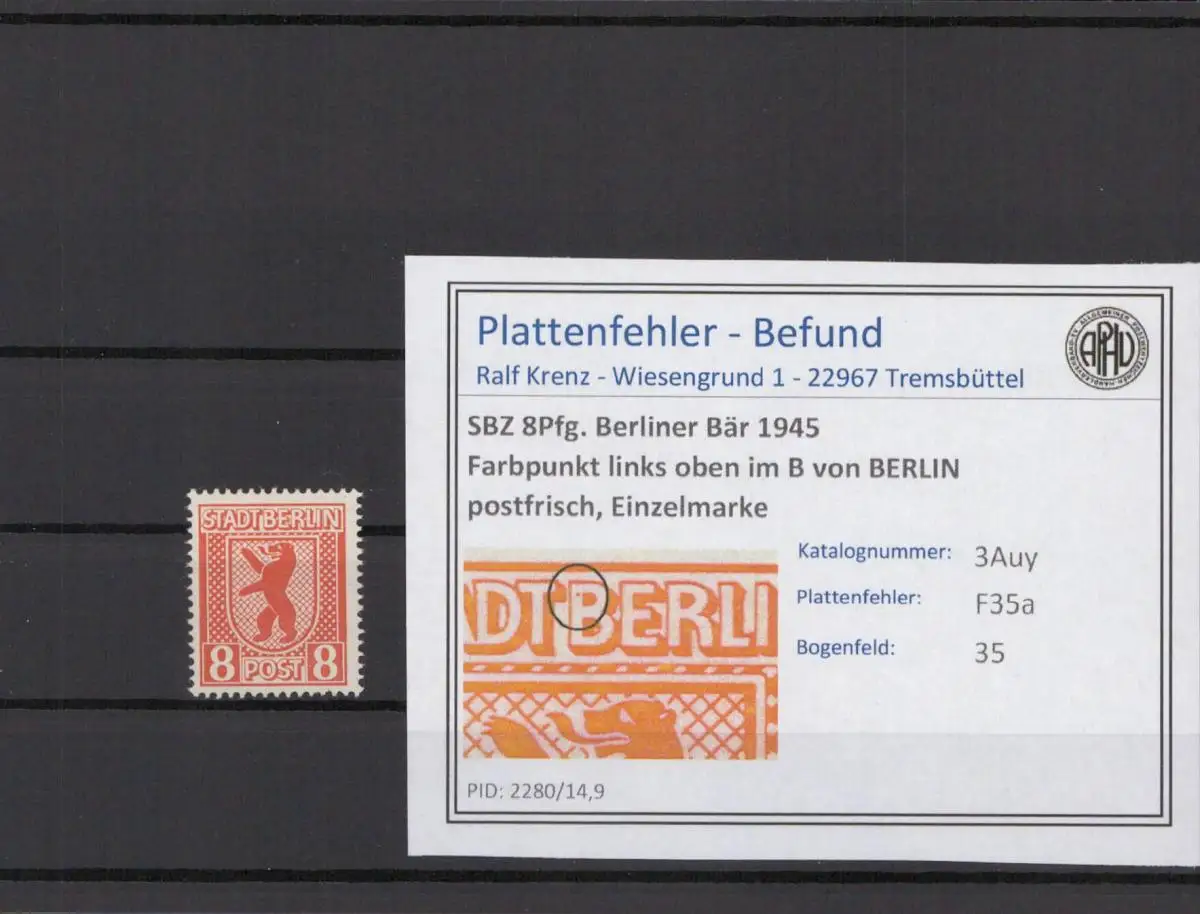 STADT BERLIN
8 POST 8
Plattenfehler - Befund
Ralf Krenz - Wiesengrund 1 - 22967 Tremsbüttel
APHV
SBZ 8Pfg. Berliner Bär 1945
Farbpunkt links oben im B von BERLIN
postfrisch, Einzelmarke
ADT BERLI
Katalognummer: 3Auy
Plattenfehler: F35a
Bogenfeld: 35
PID: 2280/14,9